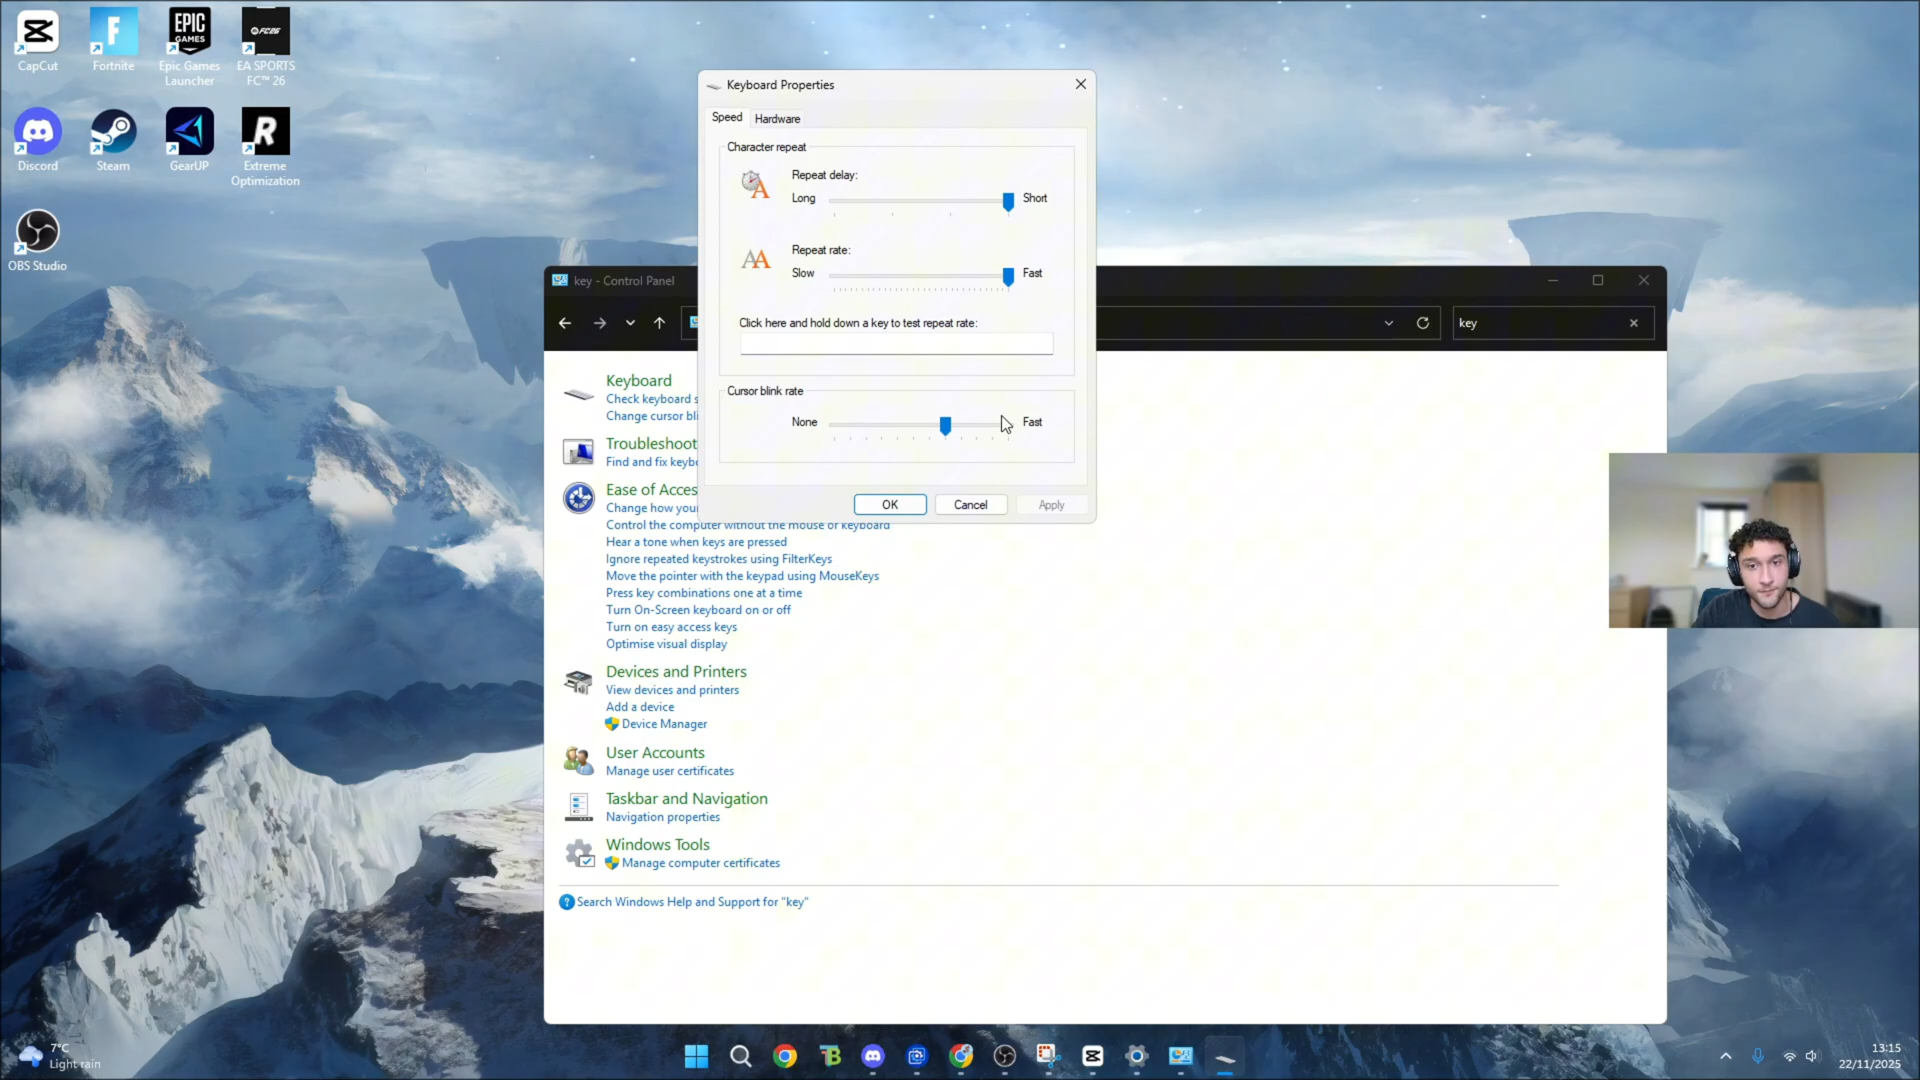 CapCut
Fortnite
EPIC
GAMES
Epic Games
Launcher
FC26
EA SPORTS
FC™ 26
Discord
Steam
GearUP
R
Extreme
Optimization
OBS Studio
Keyboard Properties
Speed
Hardware
Character repeat
Repeat delay:
Long
Short
Repeat rate:
Slow
Fast
Click here and hold down a key to test repeat rate:
Cursor blink rate
None
Fast
OK
Cancel
Apply
key - Control Panel
key
Keyboard
Check keyboard s
Change cursor bli
Troubleshoot
Find and fix keybo
Ease of Acces
Change how your
Control the computer without the mouse or keyboard
Hear a tone when keys are pressed
Ignore repeated keystrokes using FilterKeys
Move the pointer with the keypad using MouseKeys
Press key combinations one at a time
Turn On-Screen keyboard on or off
Turn on easy access keys
Optimise visual display
Devices and Printers
View devices and printers
Add a device
Device Manager
User Accounts
Manage user certificates
Taskbar and Navigation
Navigation properties
Windows Tools
Manage computer certificates
Search Windows Help and Support for "key"
7°C
Light rain
13:15
22/11/2025